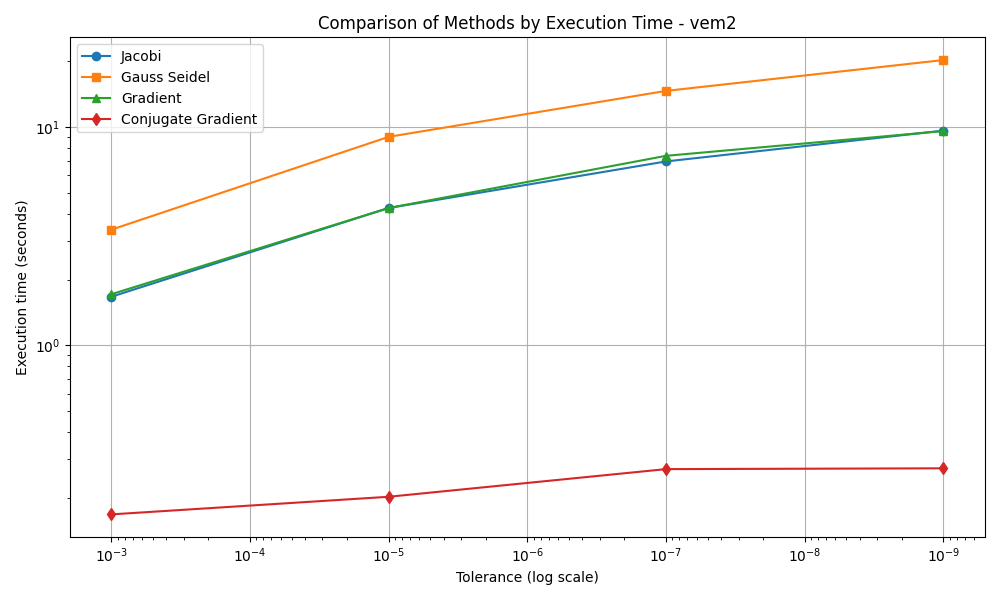 Comparison of Methods by Execution Time - vem2
Jacobi
Gauss Seidel
Gradient
Conjugate Gradient
Execution time (seconds)
10¹
10⁰
10⁻³ 10⁻⁴ 10⁻⁵ 10⁻⁶ 10⁻⁷ 10⁻⁸ 10⁻⁹
Tolerance (log scale)